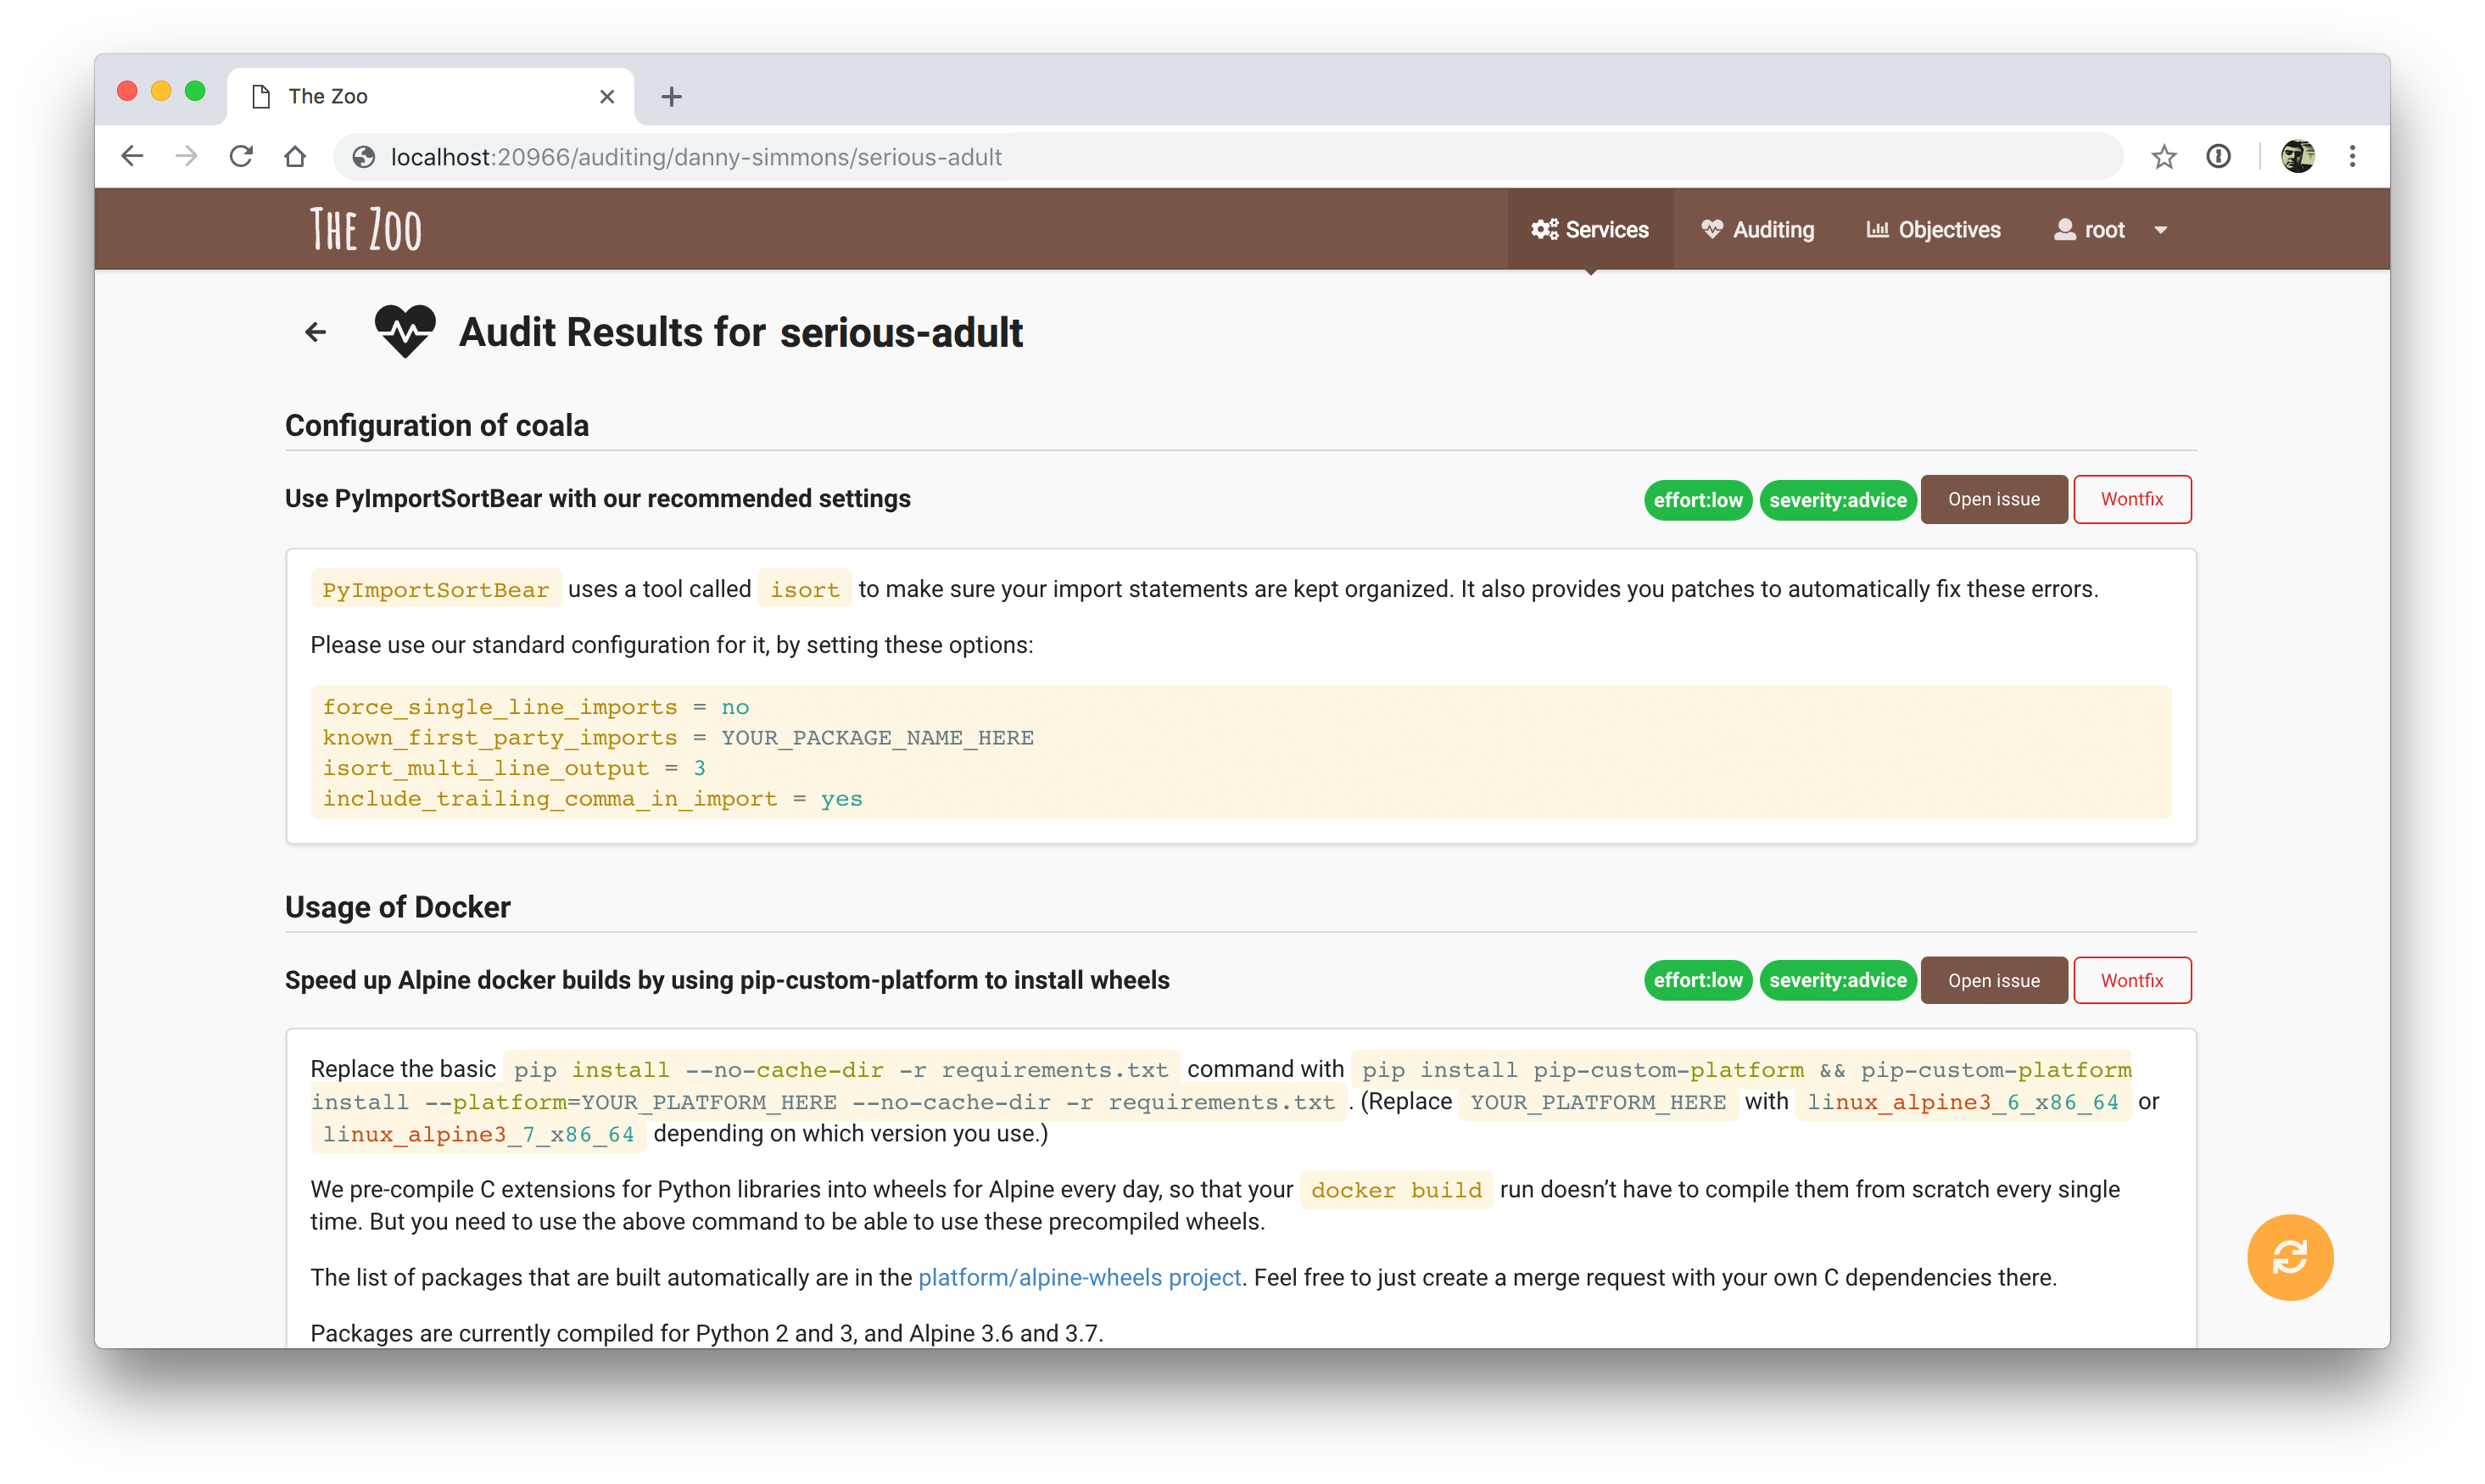 The Zoo
localhost:20966/auditing/danny-simmons/serious-adult
The Zoo
Services
Auditing
Objectives
root
Audit Results for serious-adult
Configuration of coala
Use PyImportSortBear with our recommended settings
effort:low severity:advice Open issue Wontfix
PyImportSortBear uses a tool called isort to make sure your import statements are kept organized. It also provides you patches to automatically fix these errors.
Please use our standard configuration for it, by setting these options:
force_single_line_imports = no
known_first_party_imports = YOUR_PACKAGE_NAME_HERE
isort_multi_line_output = 3
include_trailing_comma_in_import = yes
Usage of Docker
Speed up Alpine docker builds by using pip-custom-platform to install wheels
effort:low severity:advice Open issue Wontfix
Replace the basic pip install --no-cache-dir -r requirements.txt command with pip install pip-custom-platform && pip-custom-platform
install --platform=YOUR_PLATFORM_HERE --no-cache-dir -r requirements.txt . (Replace YOUR_PLATFORM_HERE with linux_alpine3_6_x86_64 or
linux_alpine3_7_x86_64 depending on which version you use.)
We pre-compile C extensions for Python libraries into wheels for Alpine every day, so that your docker build run doesn’t have to compile them from scratch every single
time. But you need to use the above command to be able to use these precompiled wheels.
The list of packages that are built automatically are in the platform/alpine-wheels project. Feel free to just create a merge request with your own C dependencies there.
Packages are currently compiled for Python 2 and 3, and Alpine 3.6 and 3.7.